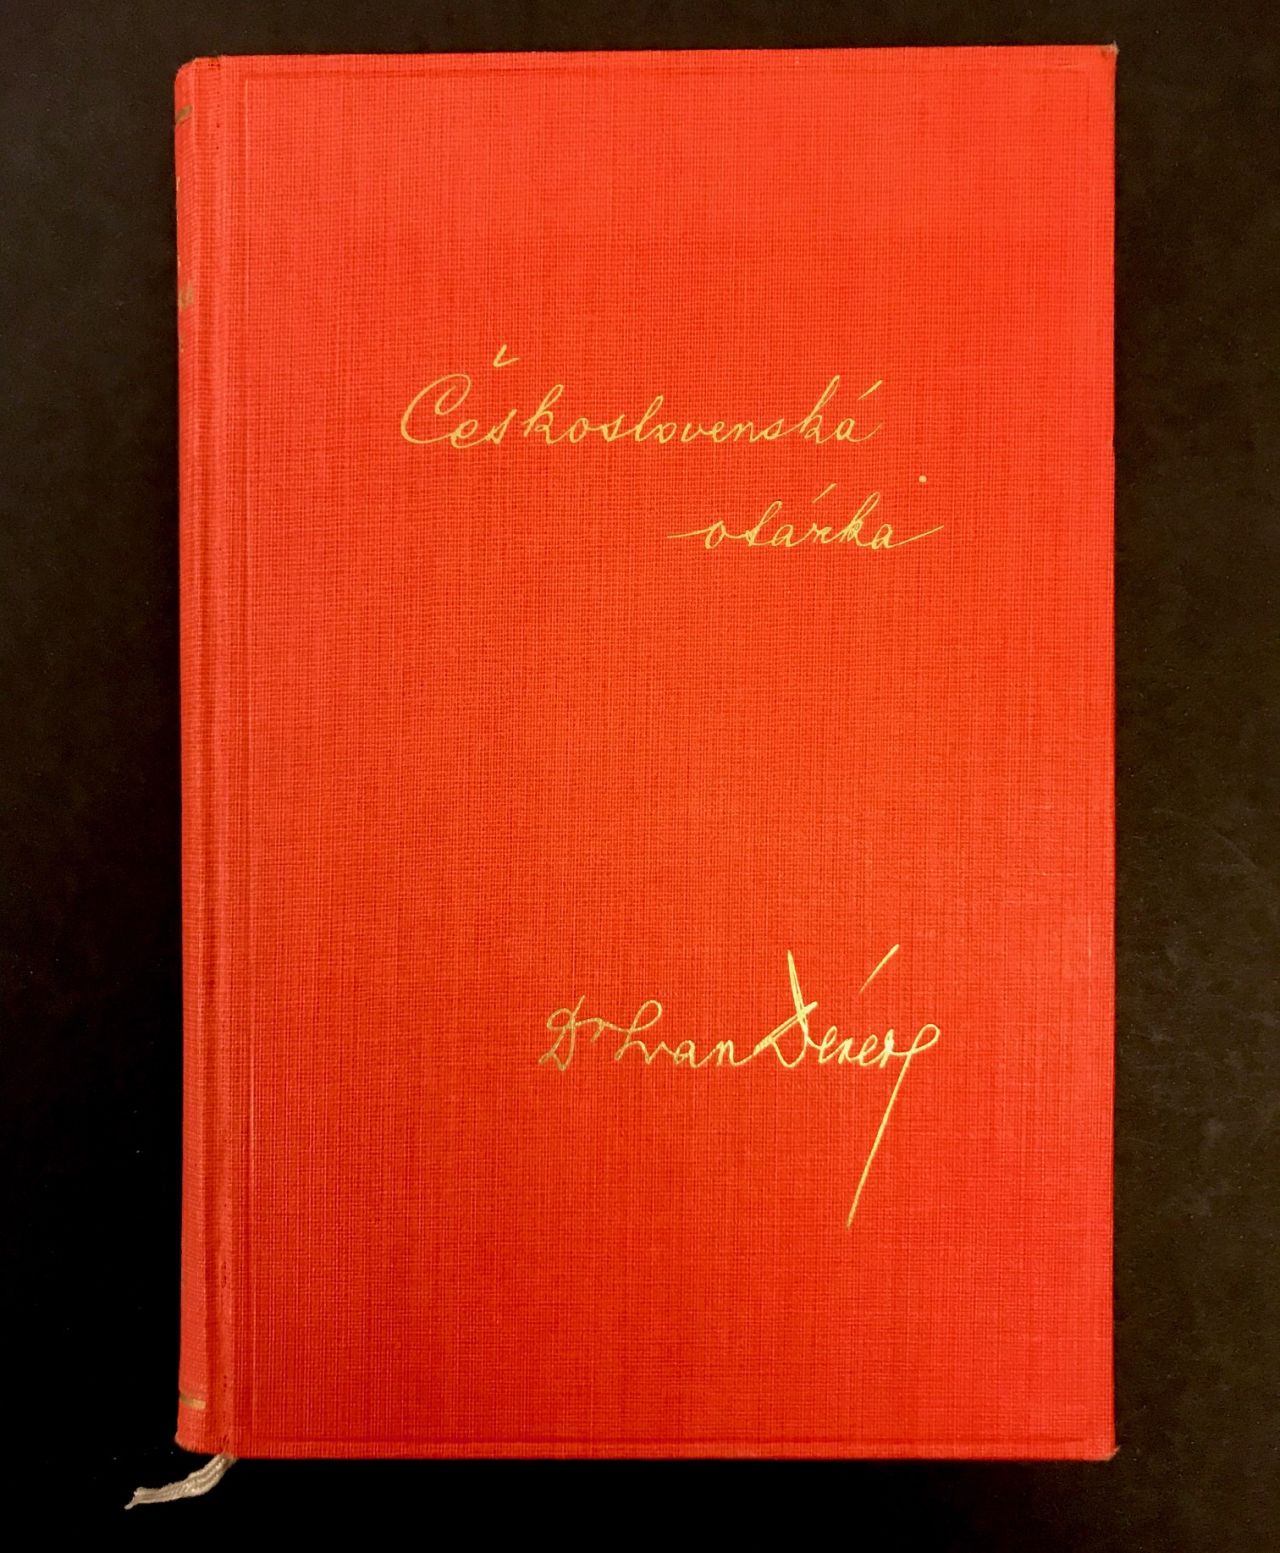 Československá
otázka
Dr Ivan Dérer